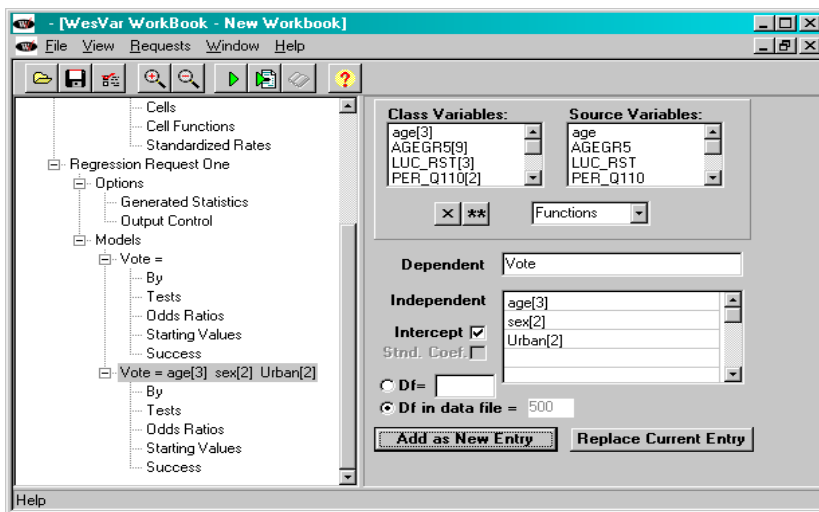 - [WesVar WorkBook - New Workbook]
File View Requests Window Help
Cells
Cell Functions
Standardized Rates
Regression Request One
Options
Generated Statistics
Output Control
Models
Vote =
By
Tests
Odds Ratios
Starting Values
Success
Vote = age[3] sex[2] Urban[2]
By
Tests
Odds Ratios
Starting Values
Success
Class Variables:
age[3]
AGEGR5[9]
LUC_RST[3]
PER_Q110[2]
Source Variables:
age
AGEGR5
LUC_RST
PER_Q110
× **
Functions
Dependent Vote
Independent
age[3]
sex[2]
Urban[2]
Intercept
Stnd. Coef.
Df=
Df in data file = 500
Add as New Entry
Replace Current Entry
Help